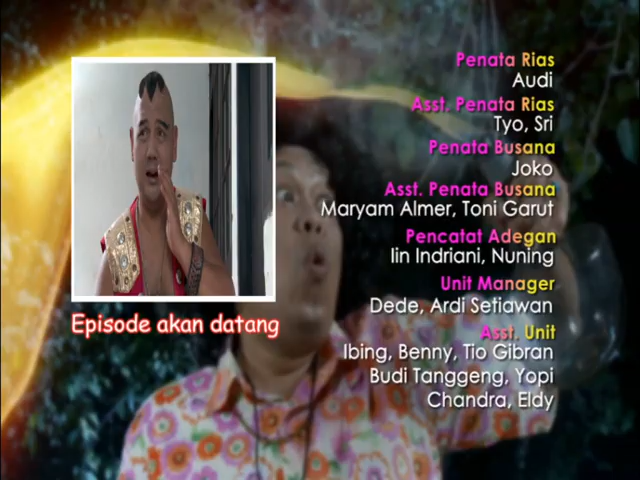 Penata Rias
Audi
Asst. Penata Rias
Tyo, Sri
Penata Busana
Joko
Asst. Penata Busana
Maryam Almer, Toni Garut
Pencatat Adegan
Iin Indriani, Nuning
Unit Manager
Dede, Ardi Setiawan
Asst. Unit
Ibing, Benny, Tio Gibran
Budi Tanggeng, Yopi
Chandra, Eldy
Episode akan datang